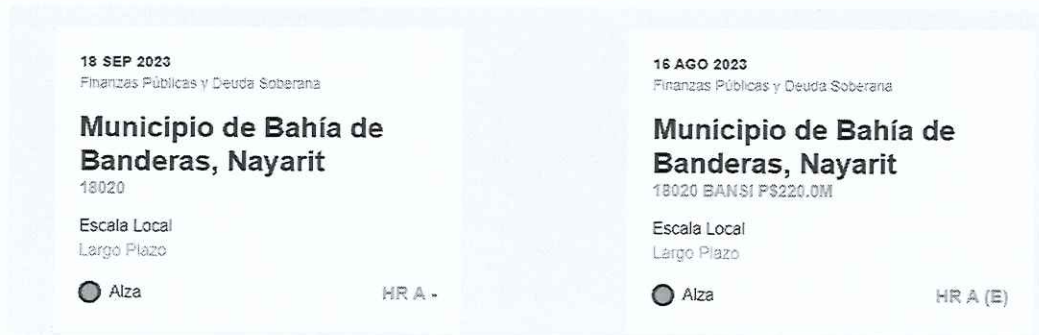 18 SEP 2023
Finanzas Públicas y Deuda Soberana
Municipio de Bahía de
Banderas, Nayarit
18020
Escala Local
Largo Plazo
Alza
HR A -
16 AGO 2023
Finanzas Públicas y Deuda Soberana
Municipio de Bahía de
Banderas, Nayarit
18020 BANSI P$220.0M
Escala Local
Largo Plazo
Alza
HR A (E)